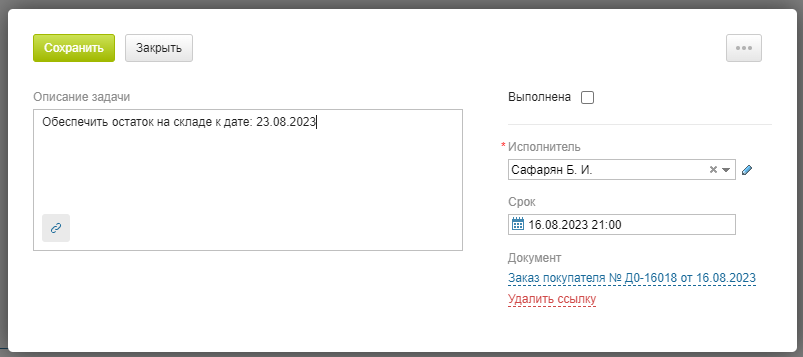 Сохранить
Закрыть
Описание задачи
Обеспечить остаток на складе к дате: 23.08.2023
Выполнена
* Исполнитель
Сафарян Б. И.
Срок
16.08.2023 21:00
Документ
Заказ покупателя № Д0-16018 от 16.08.2023
Удалить ссылку